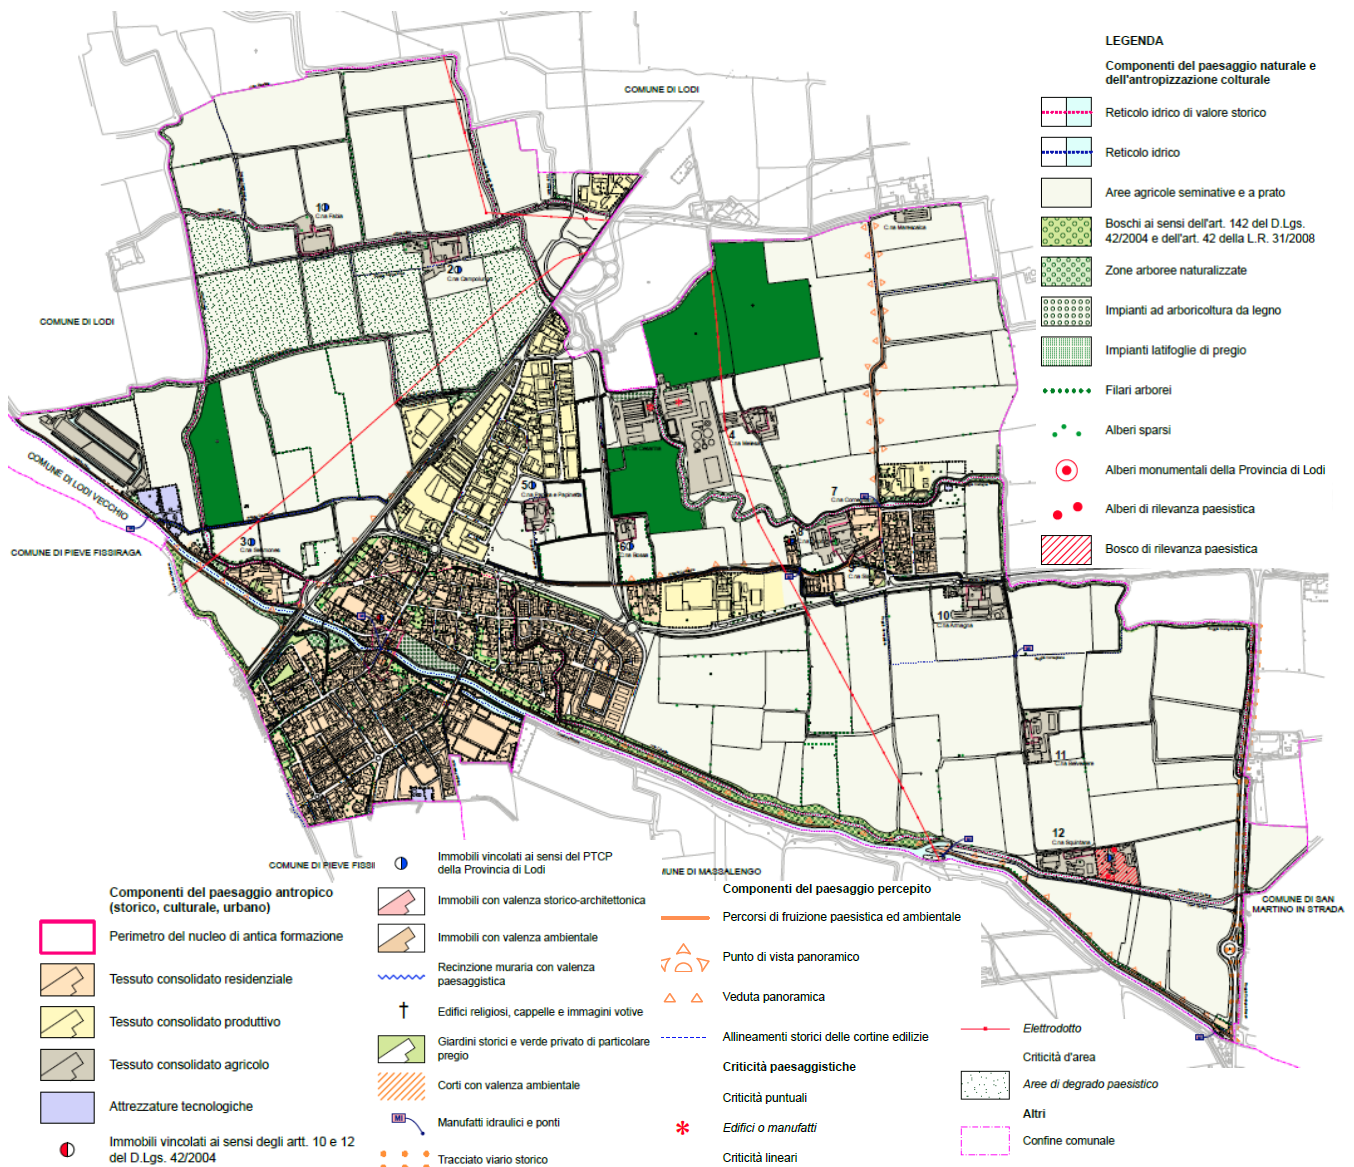 LEGENDA
Componenti del paesaggio naturale e
dell'antropizzazione colturale
Reticolo idrico di valore storico
Reticolo idrico
Aree agricole seminative e a prato
Boschi ai sensi dell'art. 142 del D.Lgs.
42/2004 e dell'art. 42 della L.R. 31/2008
Zone arboree naturalizzate
Impianti ad arboricoltura da legno
Impianti latifoglie di pregio
Filari arborei
Alberi sparsi
Alberi monumentali della Provincia di Lodi
Alberi di rilevanza paesistica
Bosco di rilevanza paesistica
COMUNE DI LODI
COMUNE DI LODI
COMUNE DI LODI VECCHIO
COMUNE DI PIEVE FISSIRAGA
COMUNE DI PIEVE FISSI
UNE DI MASSALENGO
COMUNE DI SAN
MARTINO IN STRADA
1
C.na Fabia
2
3
4
5
6
7
10
11
12
Componenti del paesaggio antropico
(storico, culturale, urbano)
Perimetro del nucleo di antica formazione
Tessuto consolidato residenziale
Tessuto consolidato produttivo
Tessuto consolidato agricolo
Attrezzature tecnologiche
Immobili vincolati ai sensi degli artt. 10 e 12
del D.Lgs. 42/2004
Immobili vincolati ai sensi del PTCP
della Provincia di Lodi
Immobili con valenza storico-architettonica
Immobili con valenza ambientale
Recinzione muraria con valenza
paesaggistica
Edifici religiosi, cappelle e immagini votive
Giardini storici e verde privato di particolare
pregio
Corti con valenza ambientale
MI
Manufatti idraulici e ponti
Tracciato viario storico
Componenti del paesaggio percepito
Percorsi di fruizione paesistica ed ambientale
Punto di vista panoramico
Veduta panoramica
Allineamenti storici delle cortine edilizie
Criticità paesaggistiche
Criticità puntuali
Edifici o manufatti
Criticità lineari
Elettrodotto
Criticità d'area
Aree di degrado paesistico
Altri
Confine comunale